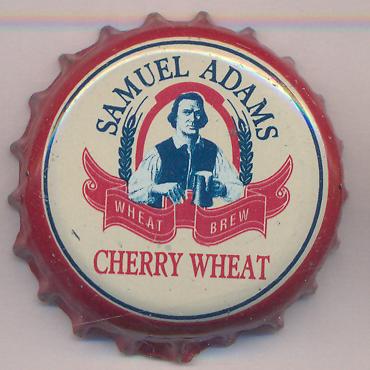 SAMUEL ADAMS
WHEAT BREW
CHERRY WHEAT